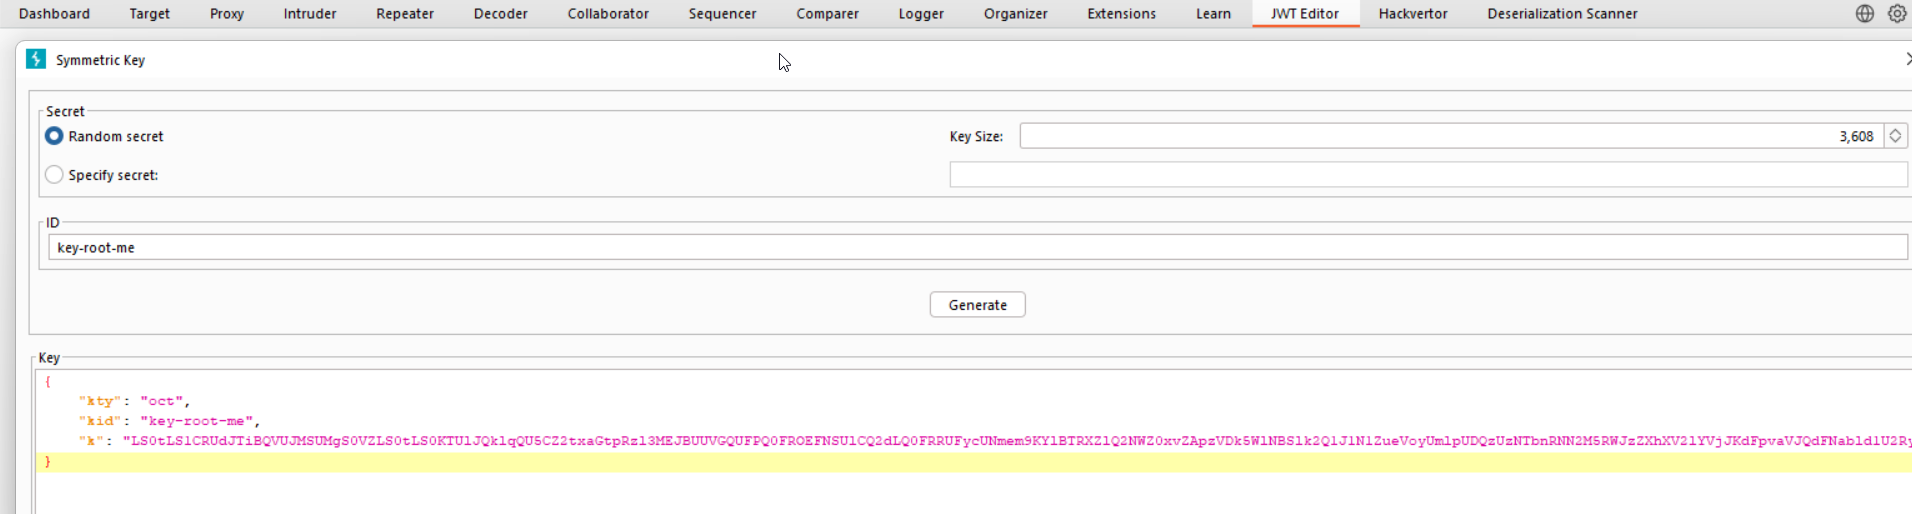 Dashboard Target Proxy Intruder Repeater Decoder Collaborator Sequencer Comparer Logger Organizer Extensions Learn JWT Editor Hackvertor Deserialization Scanner
Symmetric Key
Secret
Random secret Key Size: 3,608
Specify secret:
ID
key-root-me
Generate
Key
{
"kty": "oct",
"kid": "key-root-me",
"k":
}